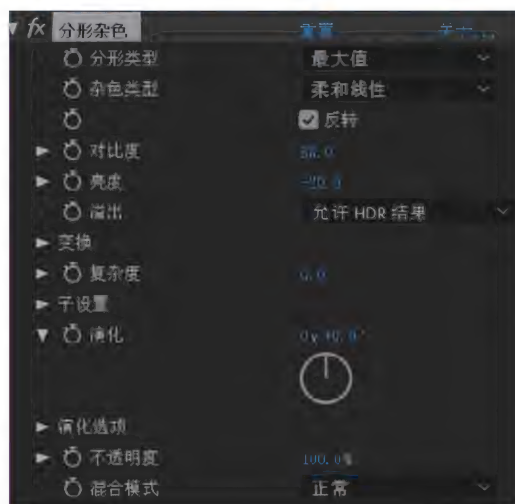 fx 分形杂色 重置
分形类型 最大值
杂色类型 柔和线性
反转
对比度
亮度
溢出 允许 HDR 结果
变换
复杂度
子设置
演化
演化选项
不透明度 100.0%
混合模式 正常